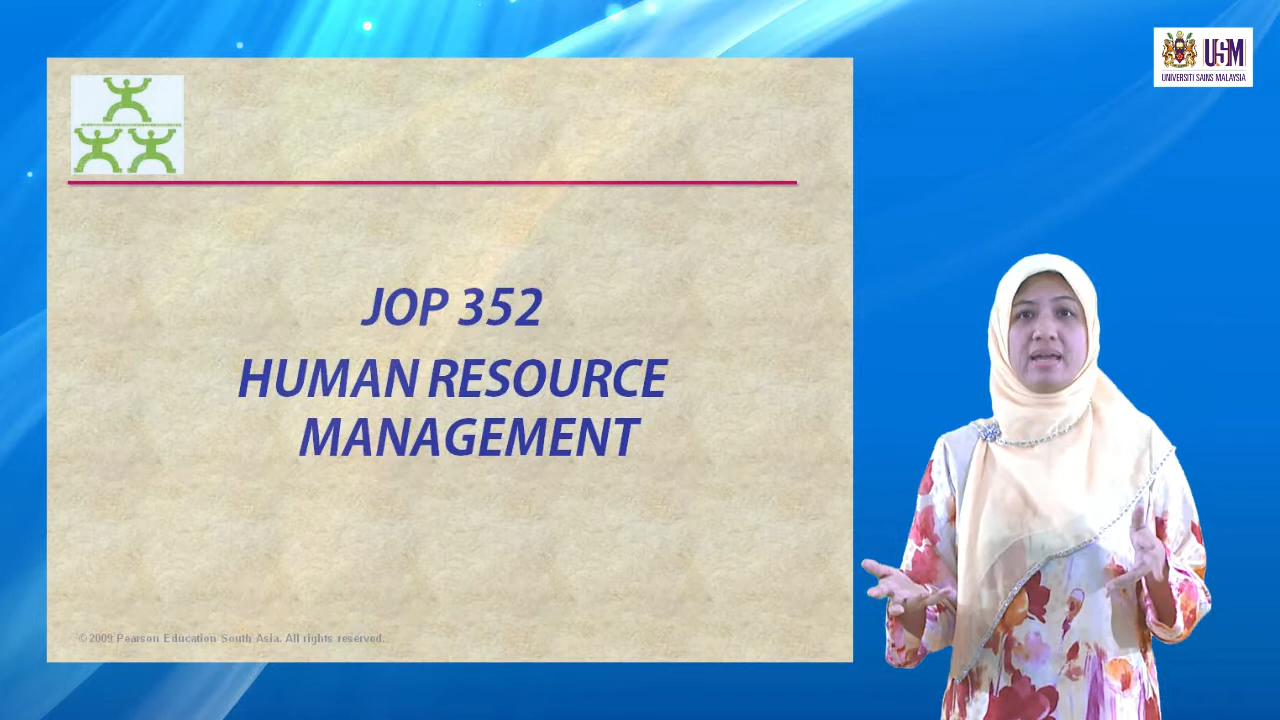 USM
UNIVERSITI SAINS MALAYSIA
JOP 352
HUMAN RESOURCE
MANAGEMENT
©2009 Pearson Education South Asia. All rights reserved.